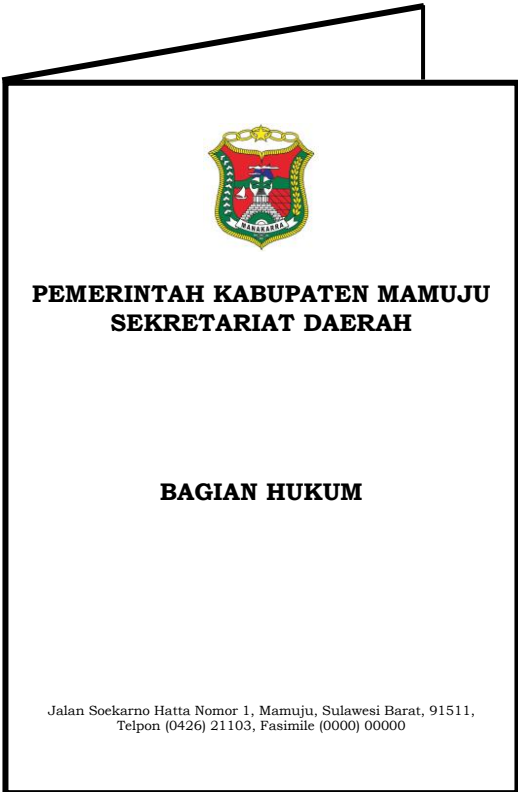 MANAKARRA
PEMERINTAH KABUPATEN MAMUJU
SEKRETARIAT DAERAH
BAGIAN HUKUM
Jalan Soekarno Hatta Nomor 1, Mamuju, Sulawesi Barat, 91511,
Telpon (0426) 21103, Fasimile (0000) 00000